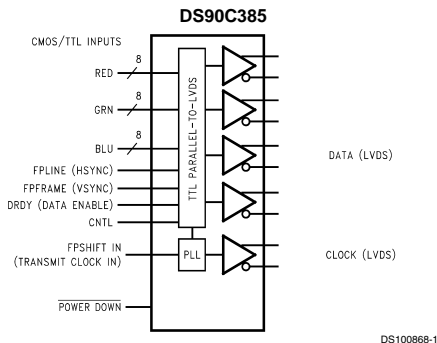 DS90C385
CMOS/TTL INPUTS
RED
8
GRN
8
BLU
8
FPLINE (HSYNC)
FPFRAME (VSYNC)
DRDY (DATA ENABLE)
CNTL
FPSHIFT IN
(TRANSMIT CLOCK IN)
POWER DOWN
TTL PARALLEL-TO-LVDS
PLL
DATA (LVDS)
CLOCK (LVDS)
DS100868-1